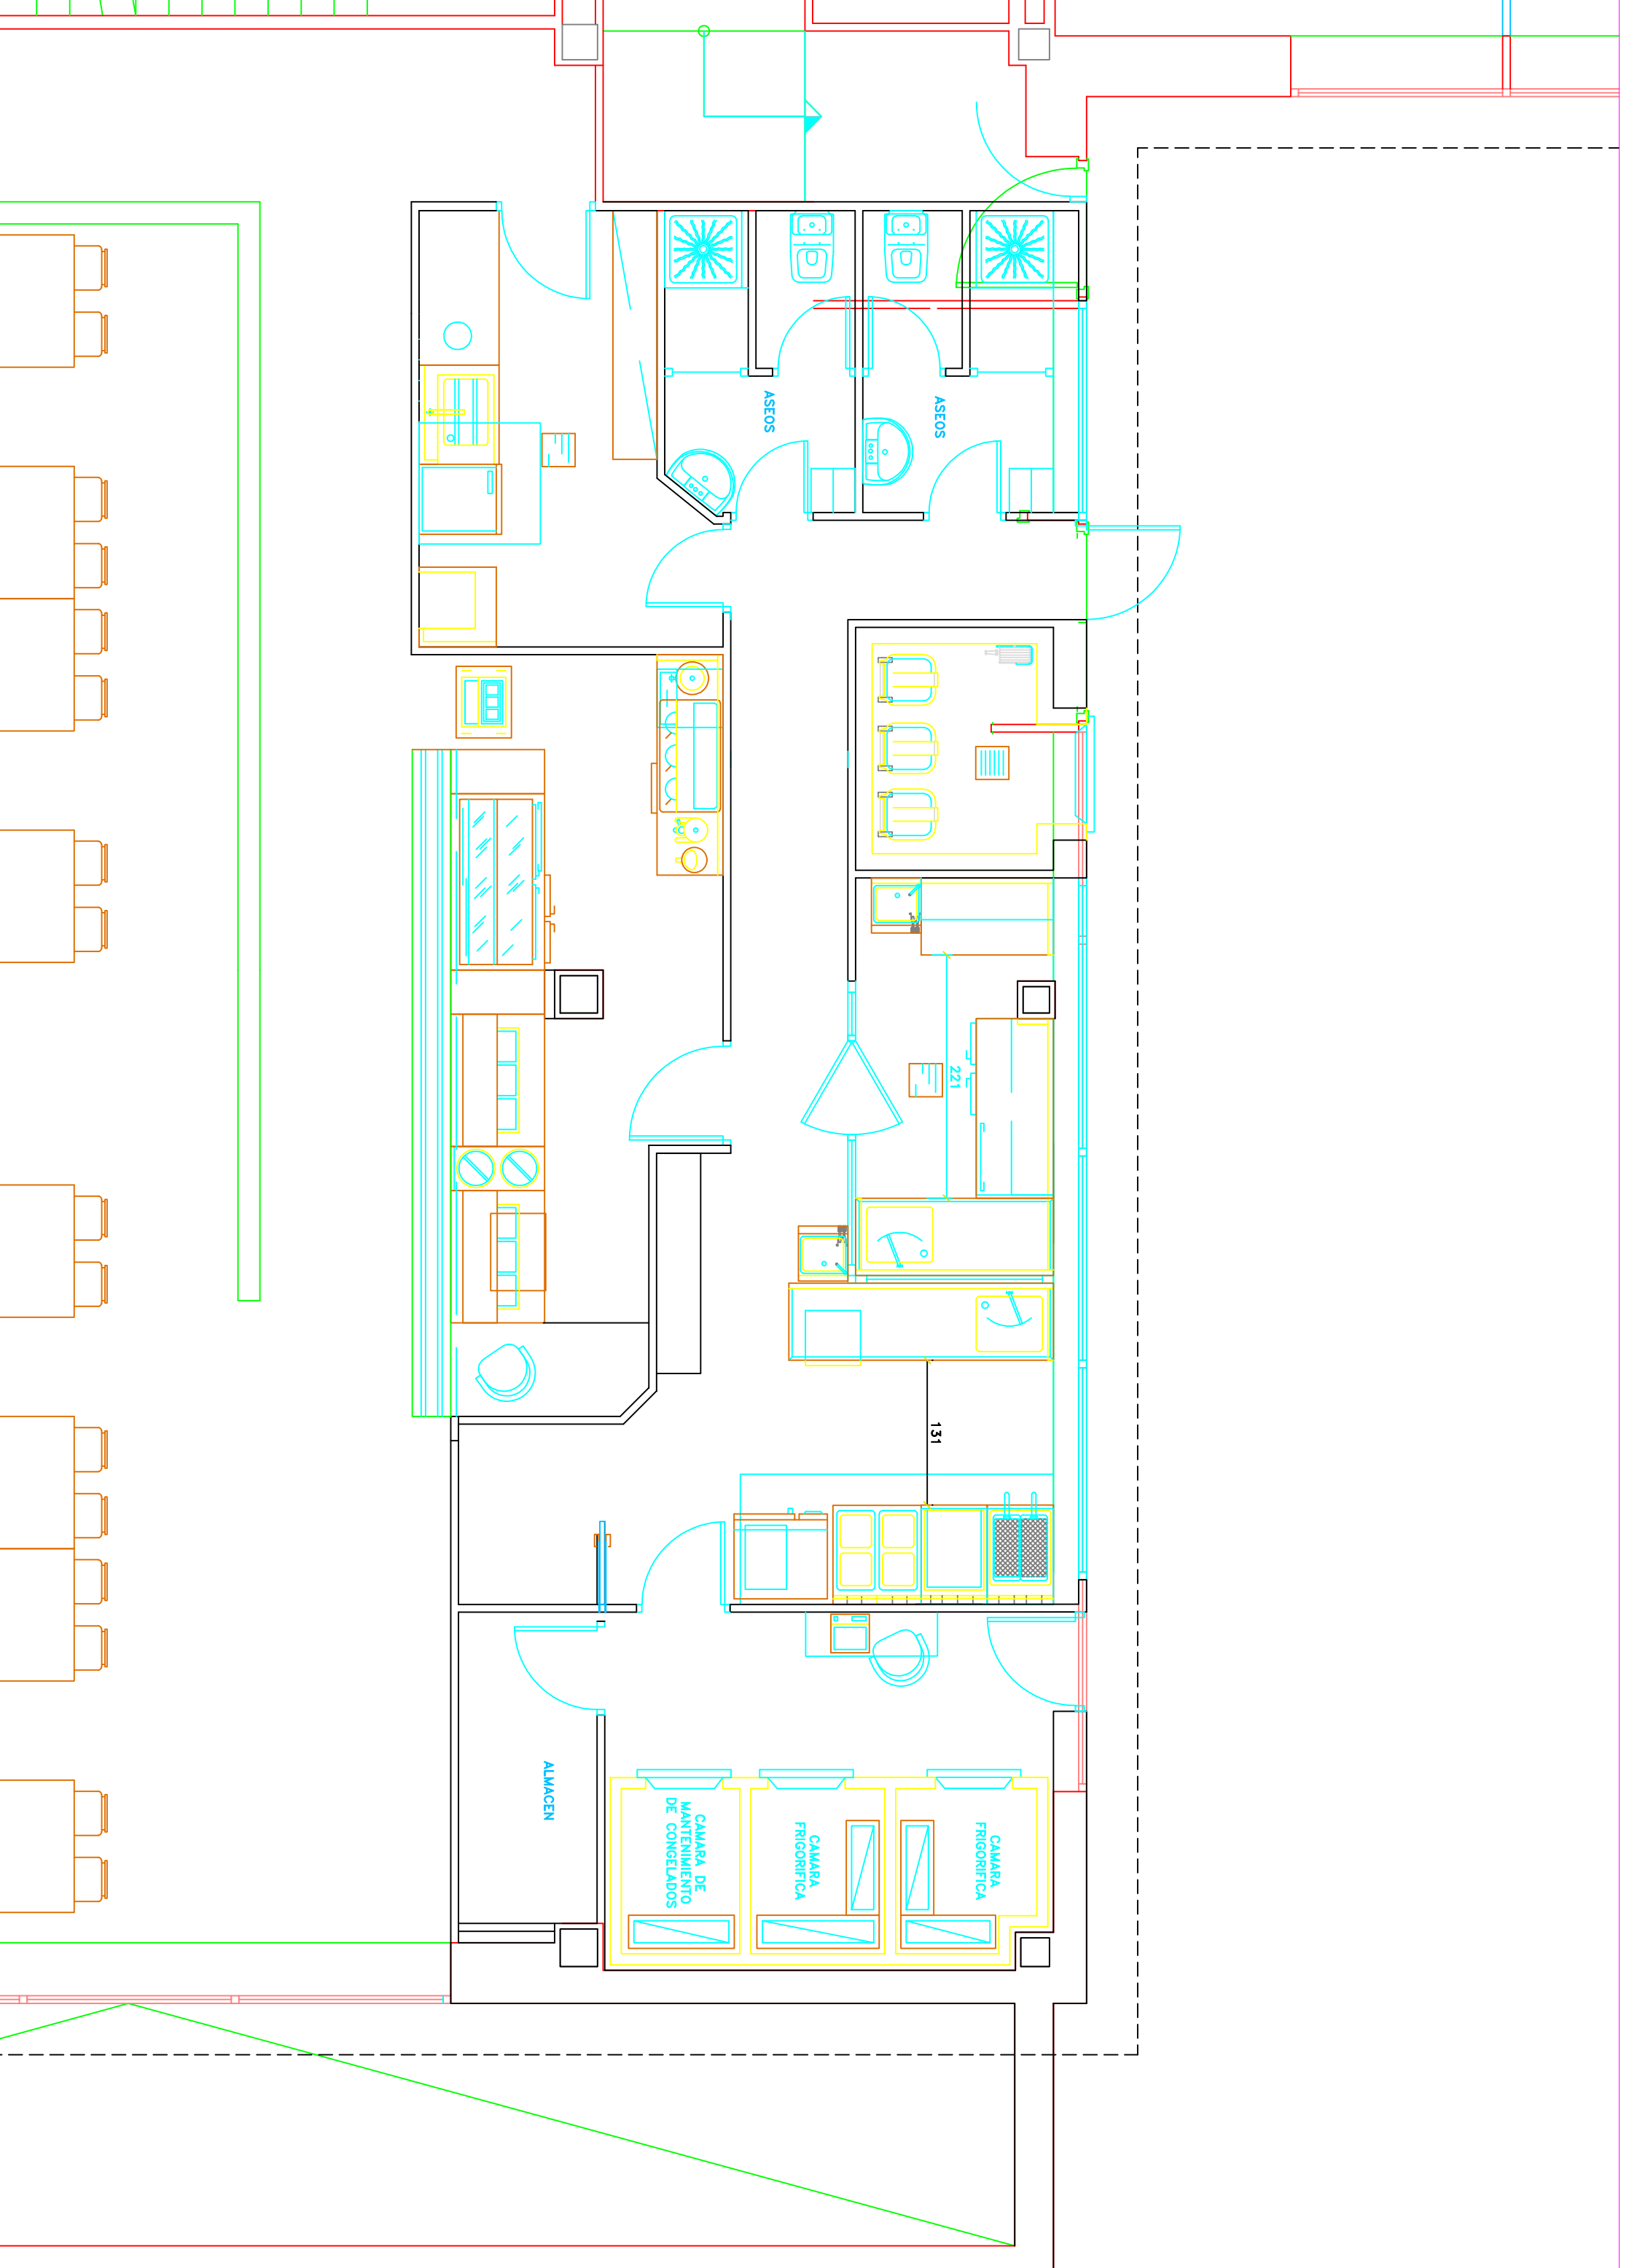 ASEOS
ASEOS
221
131
ALMACEN
CAMARA DE
MANTENIMIENTO
DE CONGELADOS
CAMARA
FRIGORIFICA
CAMARA
FRIGORIFICA